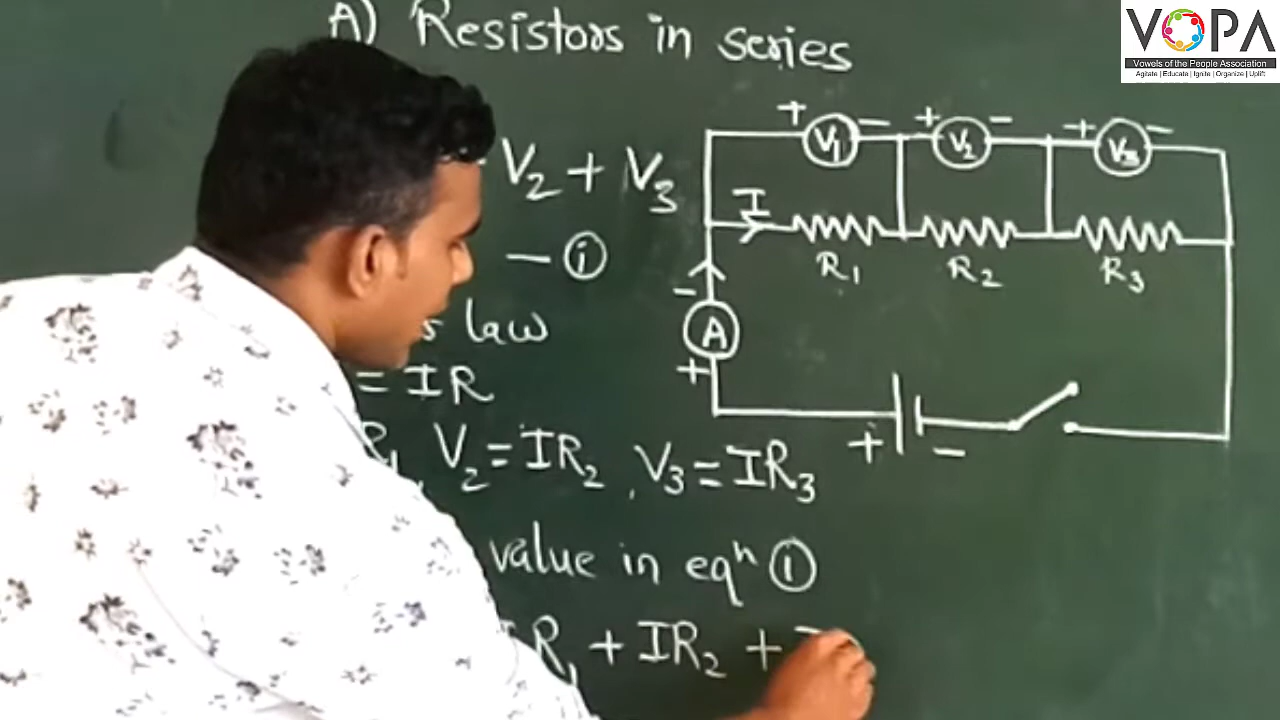 A) Resistors in series
V2 + V3
- i
law
= IR
V2 = IR2, V3 = IR3
value in eqn 1
R1 + IR2 +
+ V1 - + V2 - + V3 -
I
R1 R2 R3
-
A
+
+ -
VOPA
Vowels of the People Association
Agitate | Educate | Ignite | Organize | Uplift